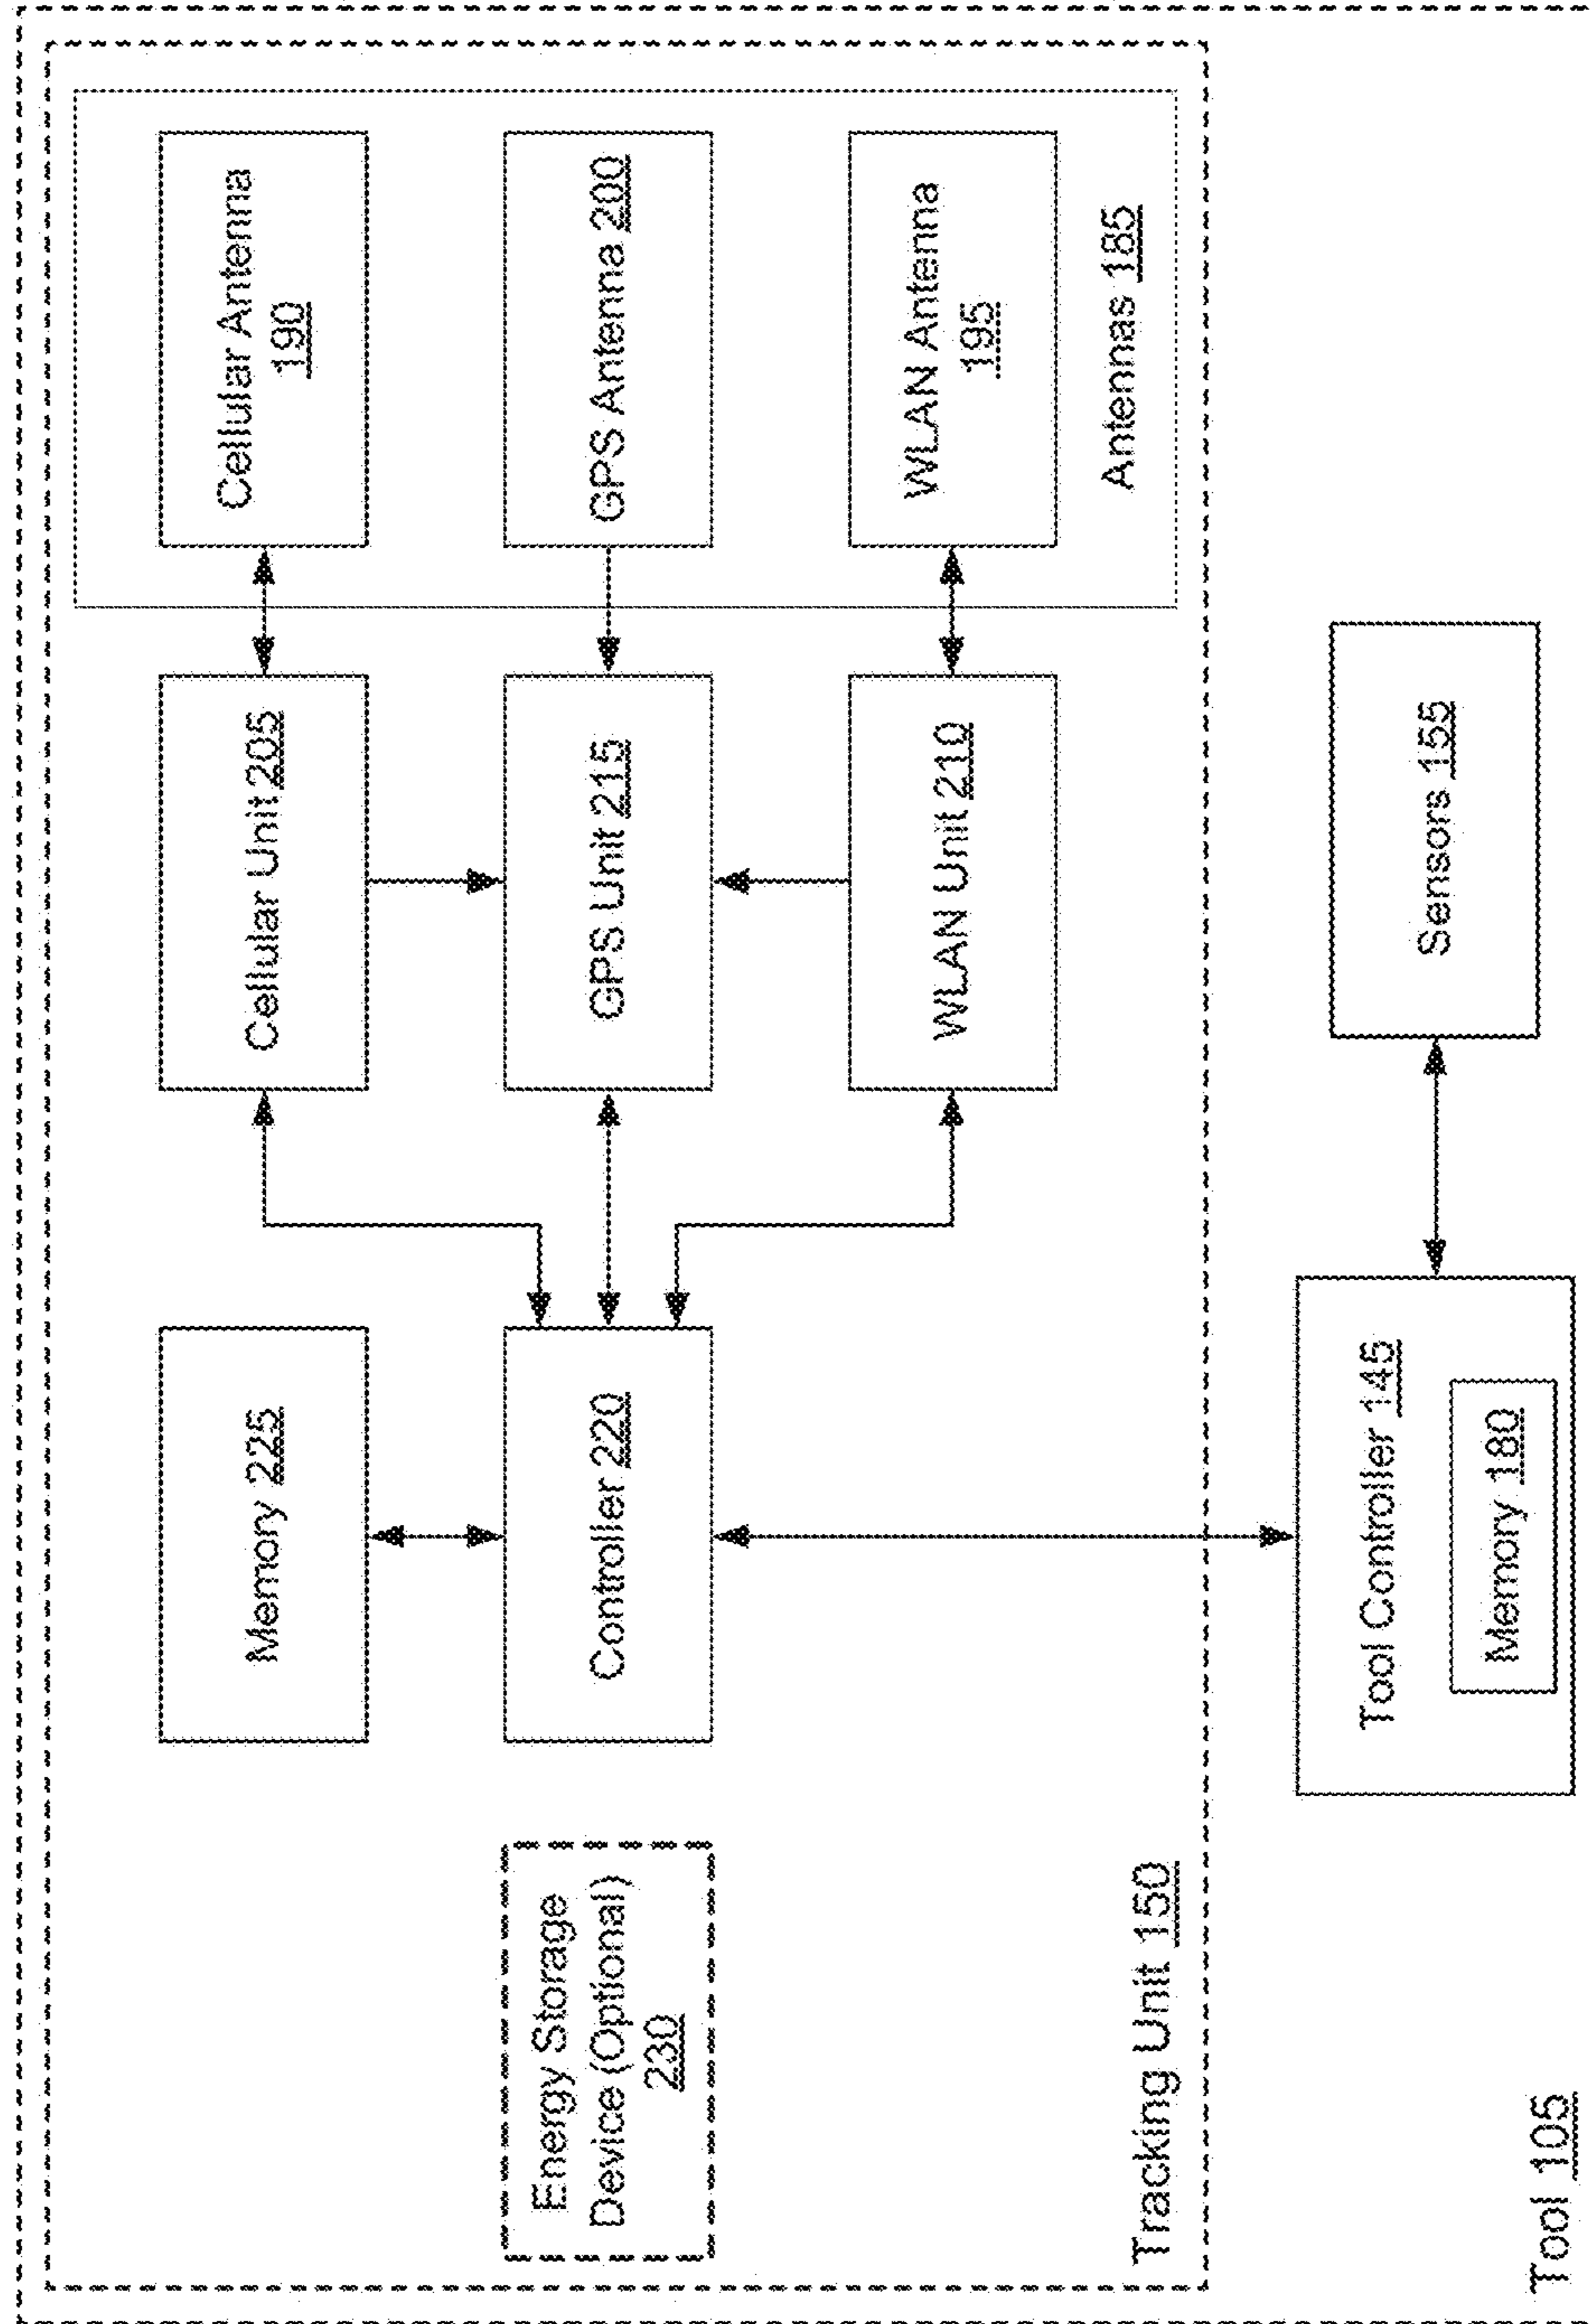 Energy Storage
Device (Optional)
230
Memory 225
Controller 220
Cellular Unit 205
GPS Unit 215
WLAN Unit 210
Cellular Antenna
190
GPS Antenna 200
WLAN Antenna
195
Antennas 185
Tracking Unit 150
Tool Controller 145
Memory 180
Sensors 155
Tool 105